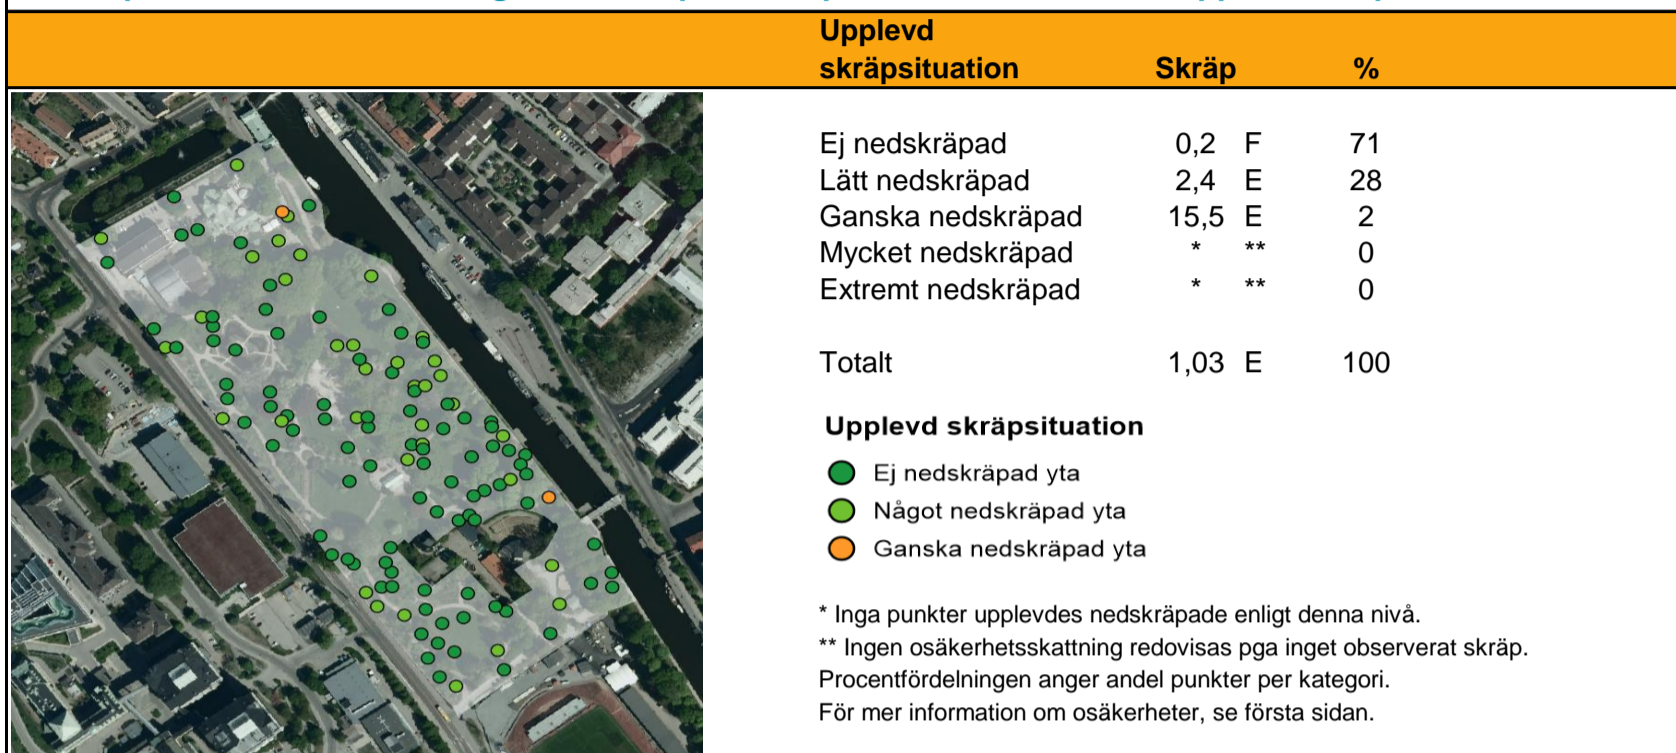 Upplevd
skräpsituation Skräp %
Ej nedskräpad 0,2 F 71
Lätt nedskräpad 2,4 E 28
Ganska nedskräpad 15,5 E 2
Mycket nedskräpad * ** 0
Extremt nedskräpad * ** 0
Totalt 1,03 E 100
Upplevd skräpsituation
Ej nedskräpad yta
Något nedskräpad yta
Ganska nedskräpad yta
* Inga punkter upplevdes nedskräpade enligt denna nivå.
** Ingen osäkerhetsskattning redovisas pga inget observerat skräp.
Procentfördelningen anger andel punkter per kategori.
För mer information om osäkerheter, se första sidan.